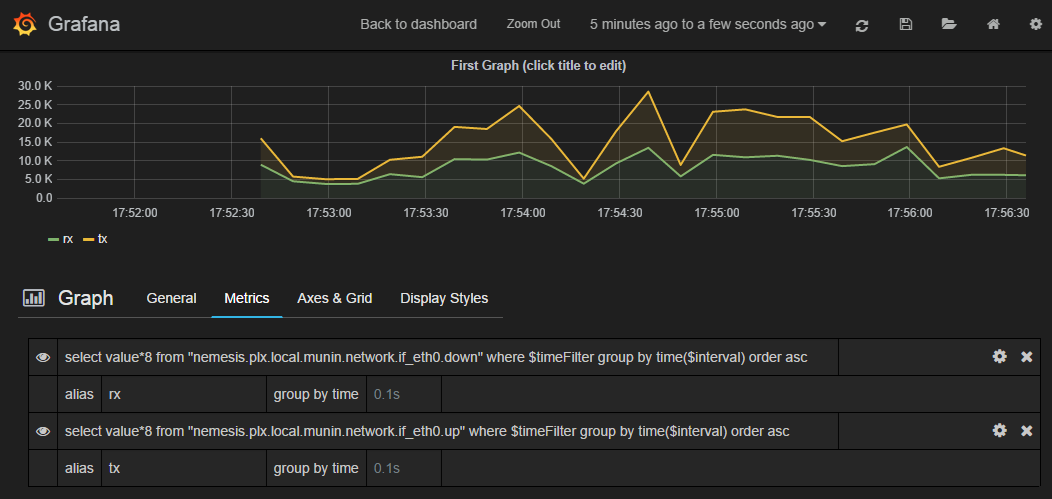 Grafana Back to dashboard Zoom Out 5 minutes ago to a few seconds ago
First Graph (click title to edit)
30.0 K
25.0 K
20.0 K
15.0 K
10.0 K
5.0 K
0.0
17:52:00 17:52:30 17:53:00 17:53:30 17:54:00 17:54:30 17:55:00 17:55:30 17:56:00 17:56:30
rx tx
Graph General Metrics Axes & Grid Display Styles
select value*8 from "nemesis.plx.local.munin.network.if_eth0.down" where $timeFilter group by time($interval) order asc
alias rx group by time 0.1s
select value*8 from "nemesis.plx.local.munin.network.if_eth0.up" where $timeFilter group by time($interval) order asc
alias tx group by time 0.1s